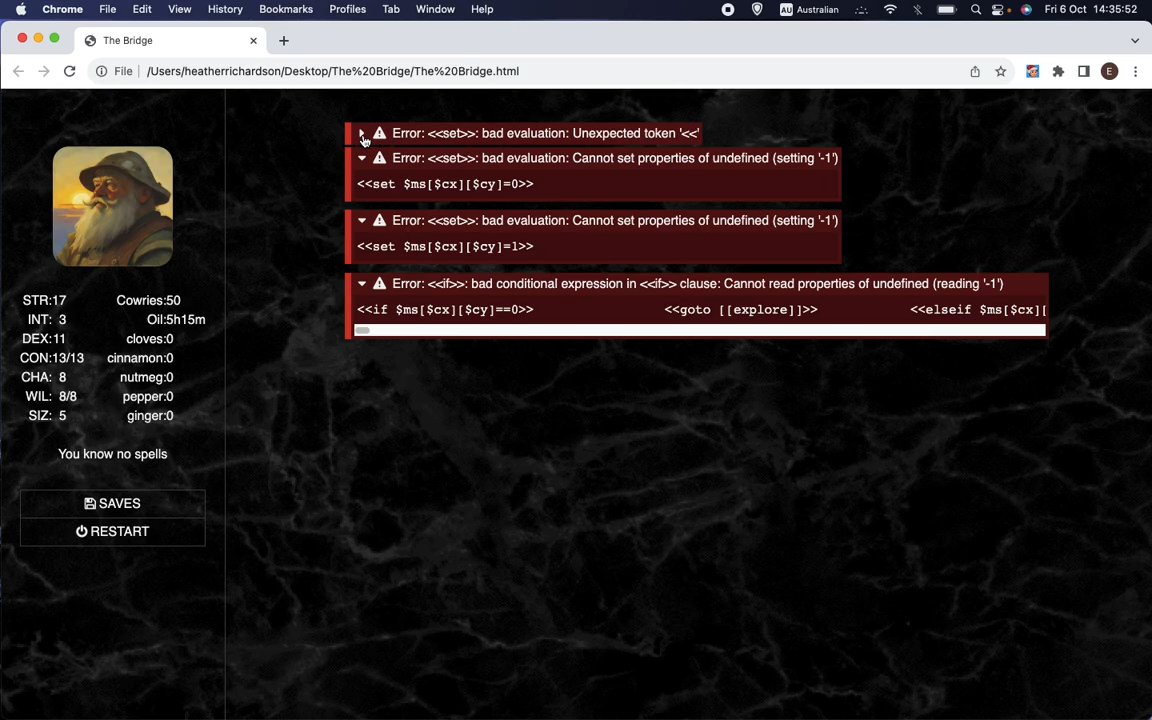 Chrome File Edit View History Bookmarks Profiles Tab Window Help AU Australian Fri 6 Oct 14:35:52
The Bridge
File /Users/heatherrichardson/Desktop/The%20Bridge/The%20Bridge.html
E
Error: <<set>>: bad evaluation: Unexpected token '<<'
Error: <<set>>: bad evaluation: Cannot set properties of undefined (setting '-1')
<<set $ms[$cx][$cy]=0>>
Error: <<set>>: bad evaluation: Cannot set properties of undefined (setting '-1')
<<set $ms[$cx][$cy]=1>>
Error: <<if>>: bad conditional expression in <<if>> clause: Cannot read properties of undefined (reading '-1')
<<if $ms[$cx][$cy]==0>> <<goto [[explore]]>> <<elseif $ms[$cx][
STR:17 Cowries:50
INT: 3 Oil:5h15m
DEX:11 cloves:0
CON:13/13 cinnamon:0
CHA: 8 nutmeg:0
WIL: 8/8 pepper:0
SIZ: 5 ginger:0
You know no spells
SAVES
RESTART